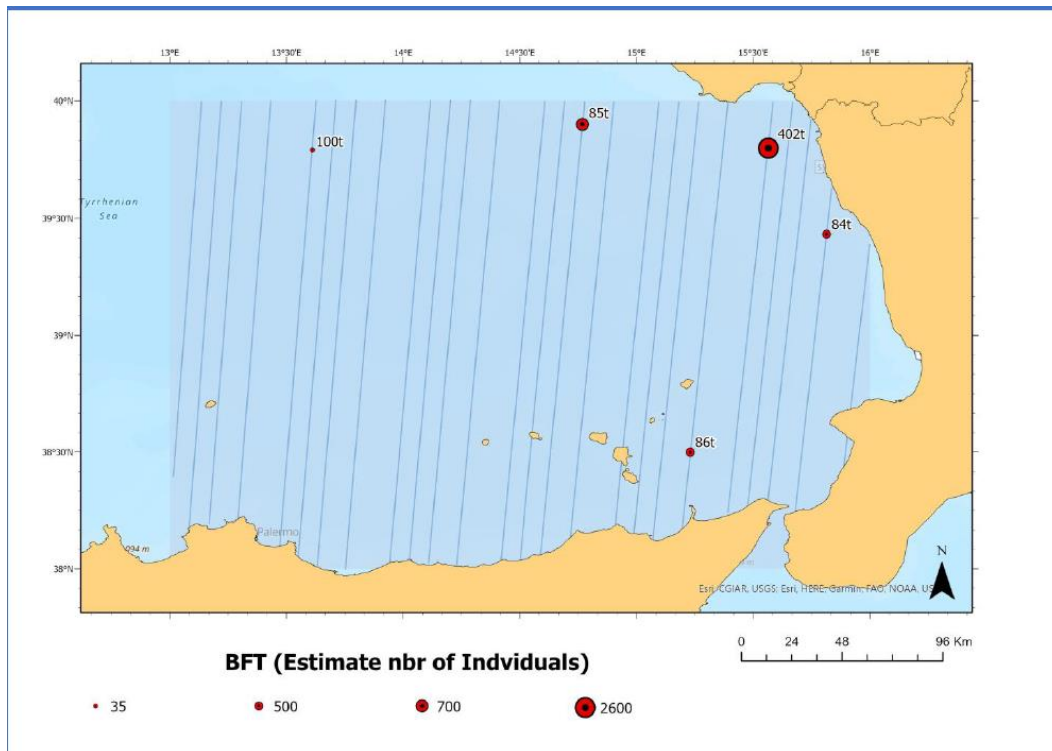 13°E 13°30'E 14°E 14°30'E 15°E 15°30'E 16°E
40°N
85t
402t
100t
Tyrrhenian
Sea
39°30'N
84t
39°N
38°30'N
86t
Palermo
094 m
38°N
N
Esri, CGIAR, USGS; Esri, HERE, Garmin, FAO, NOAA, US
0 24 48 96 Km
BFT (Estimate nbr of Indviduals)
35 500 700 2600